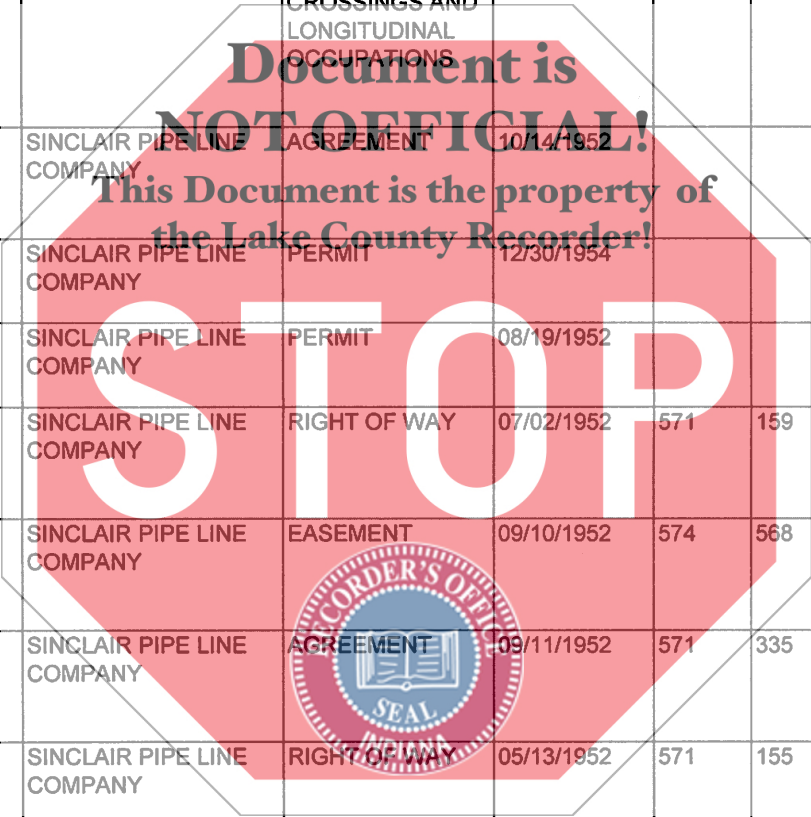 CROSSINGS AND
LONGITUDINAL
OCCUPATIONS
Document is
NOT OFFICIAL!
This Document is the property of
the Lake County Recorder!
SINCLAIR PIPE LINE AGREEMENT 10/14/1952
COMPANY
SINCLAIR PIPE LINE PERMIT 12/30/1954
COMPANY
STOP
SINCLAIR PIPE LINE PERMIT 08/19/1952
COMPANY
SINCLAIR PIPE LINE RIGHT OF WAY 07/02/1952 571 159
COMPANY
SINCLAIR PIPE LINE EASEMENT 09/10/1952 574 568
COMPANY
RECORDER'S OFFICE
SEAL
INDIANA
SINCLAIR PIPE LINE AGREEMENT 09/11/1952 571 335
COMPANY
SINCLAIR PIPE LINE RIGHT OF WAY 05/13/1952 571 155
COMPANY